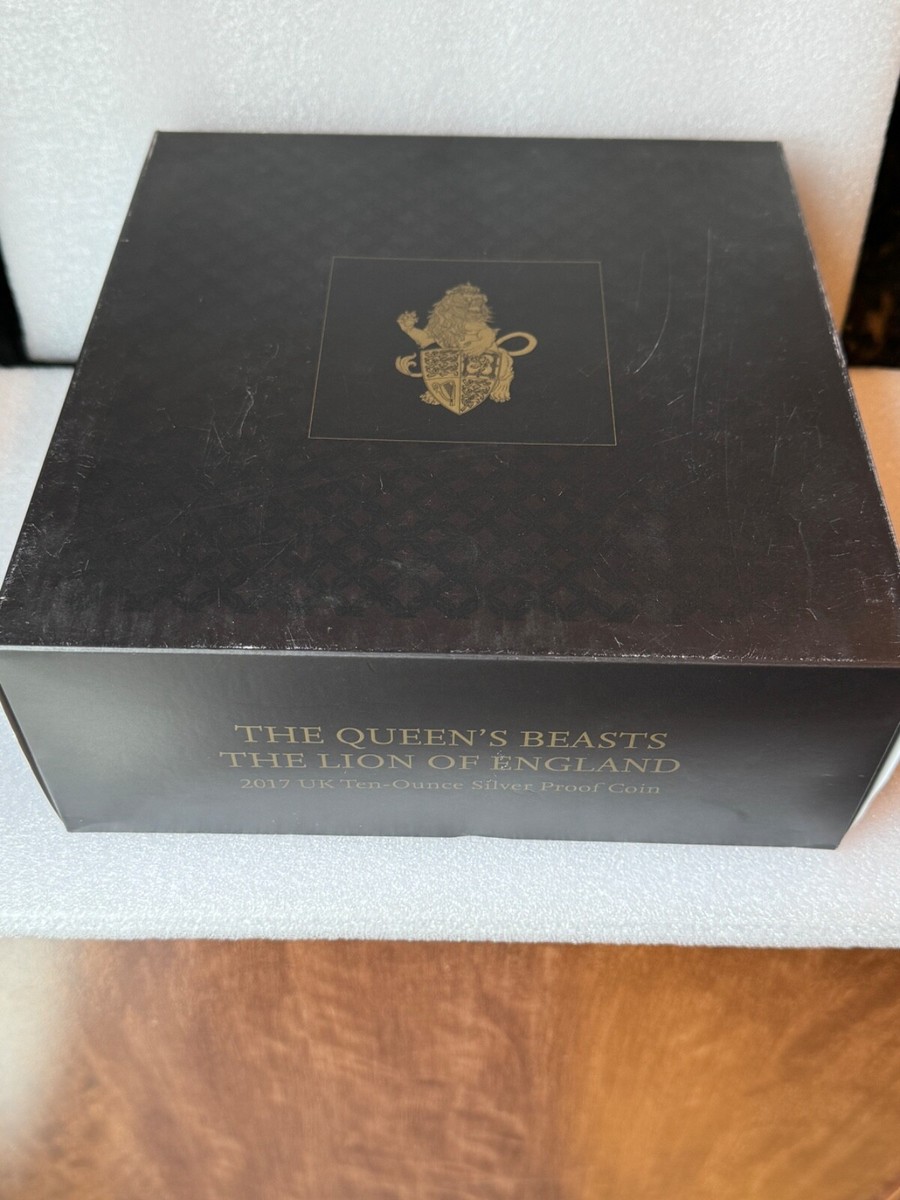 THE QUEEN'S BEASTS
THE LION OF ENGLAND
2017 UK Ten-Ounce Silver Proof Coin